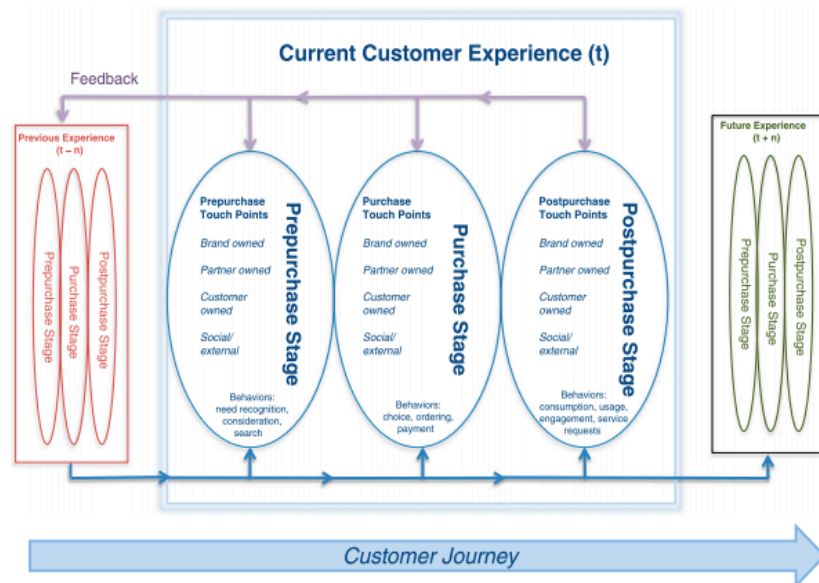 Current Customer Experience (t)
Feedback
Previous Experience
(t – n)
Prepurchase Stage
Purchase Stage
Postpurchase Stage
Prepurchase
Touch Points
Brand owned
Partner owned
Customer
owned
Social/
external
Behaviors:
need recognition,
consideration,
search
Prepurchase Stage
Purchase
Touch Points
Brand owned
Partner owned
Customer
owned
Social/
external
Behaviors:
choice, ordering,
payment
Purchase Stage
Postpurchase
Touch Points
Brand owned
Partner owned
Customer
owned
Social/
external
Behaviors:
consumption, usage,
engagement, service
requests
Postpurchase Stage
Future Experience
(t + n)
Prepurchase Stage
Purchase Stage
Postpurchase Stage
Customer Journey